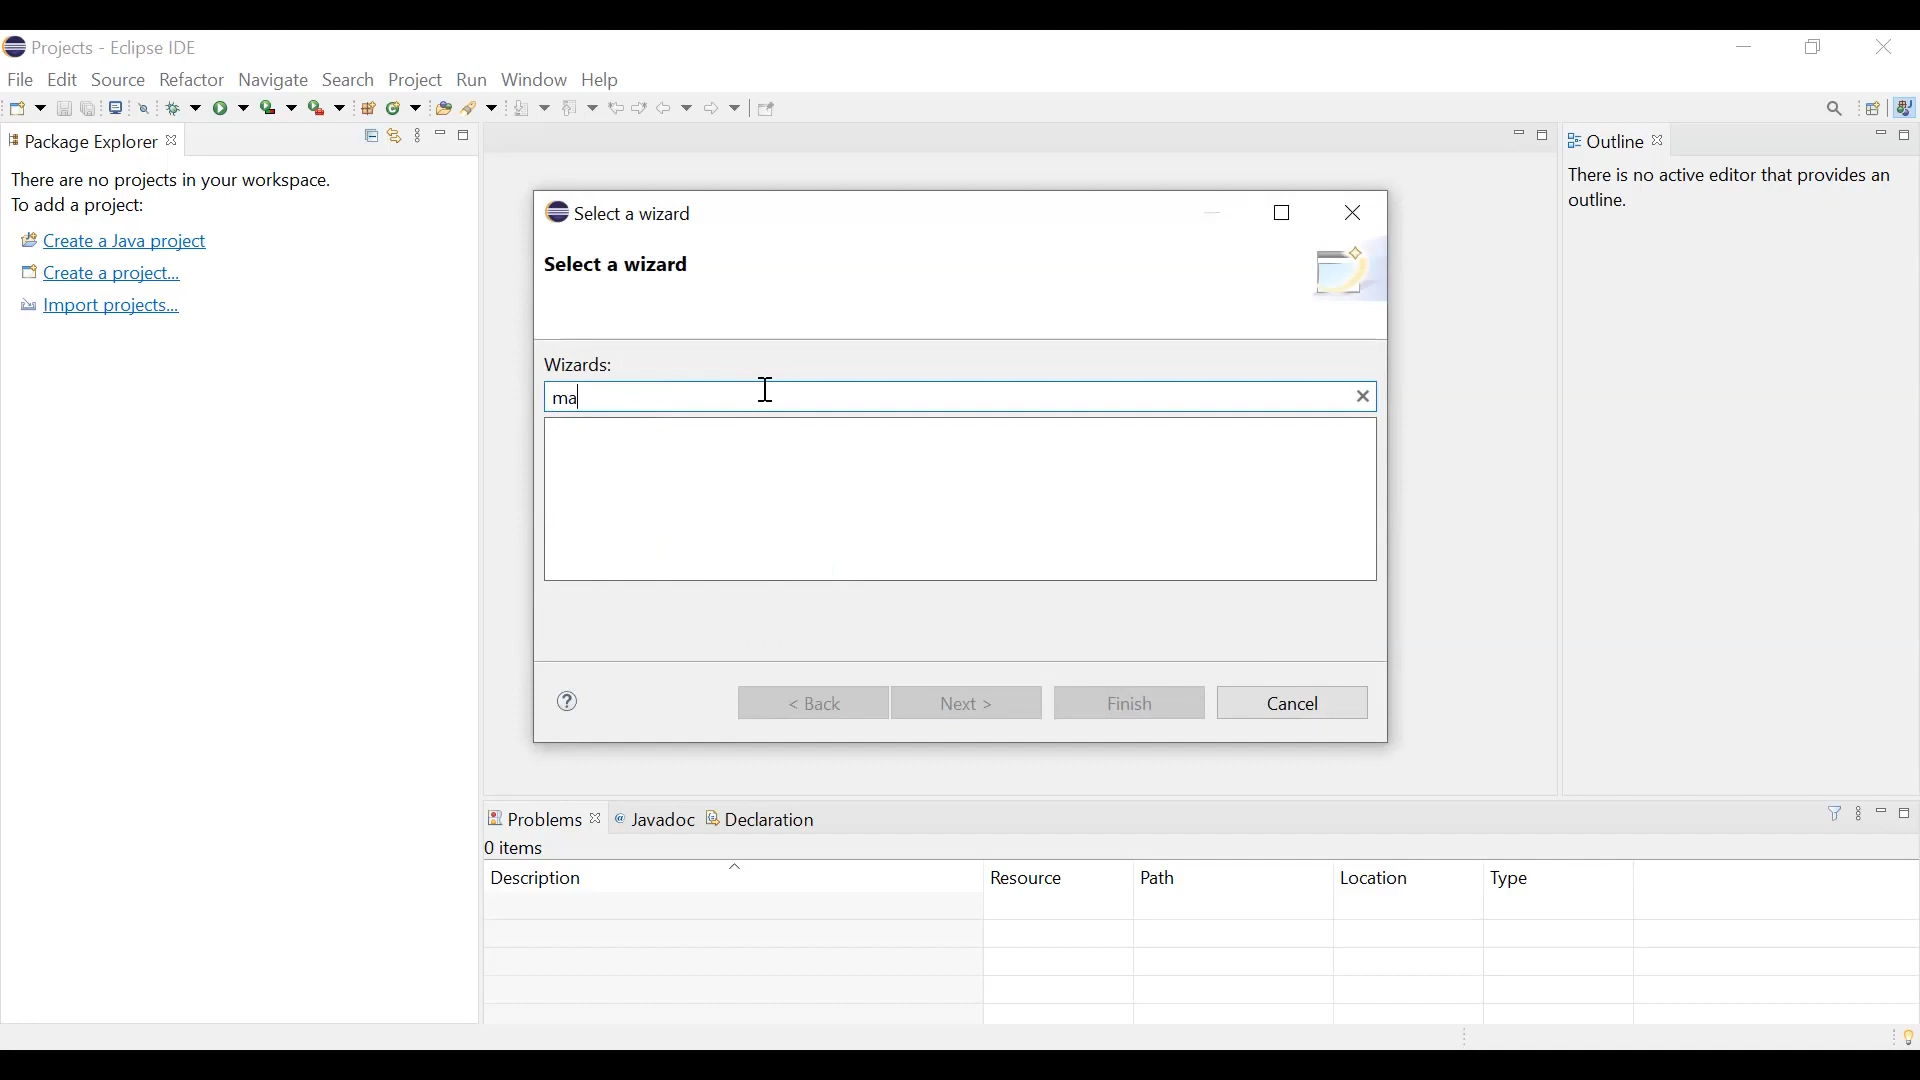 Projects - Eclipse IDE
File Edit Source Refactor Navigate Search Project Run Window Help
Package Explorer
There are no projects in your workspace.
To add a project:
Create a Java project
Create a project...
Import projects...
Select a wizard
Select a wizard
Wizards:
ma
< Back Next > Finish Cancel
Outline
There is no active editor that provides an
outline.
Problems Javadoc Declaration
0 items
Description Resource Path Location Type